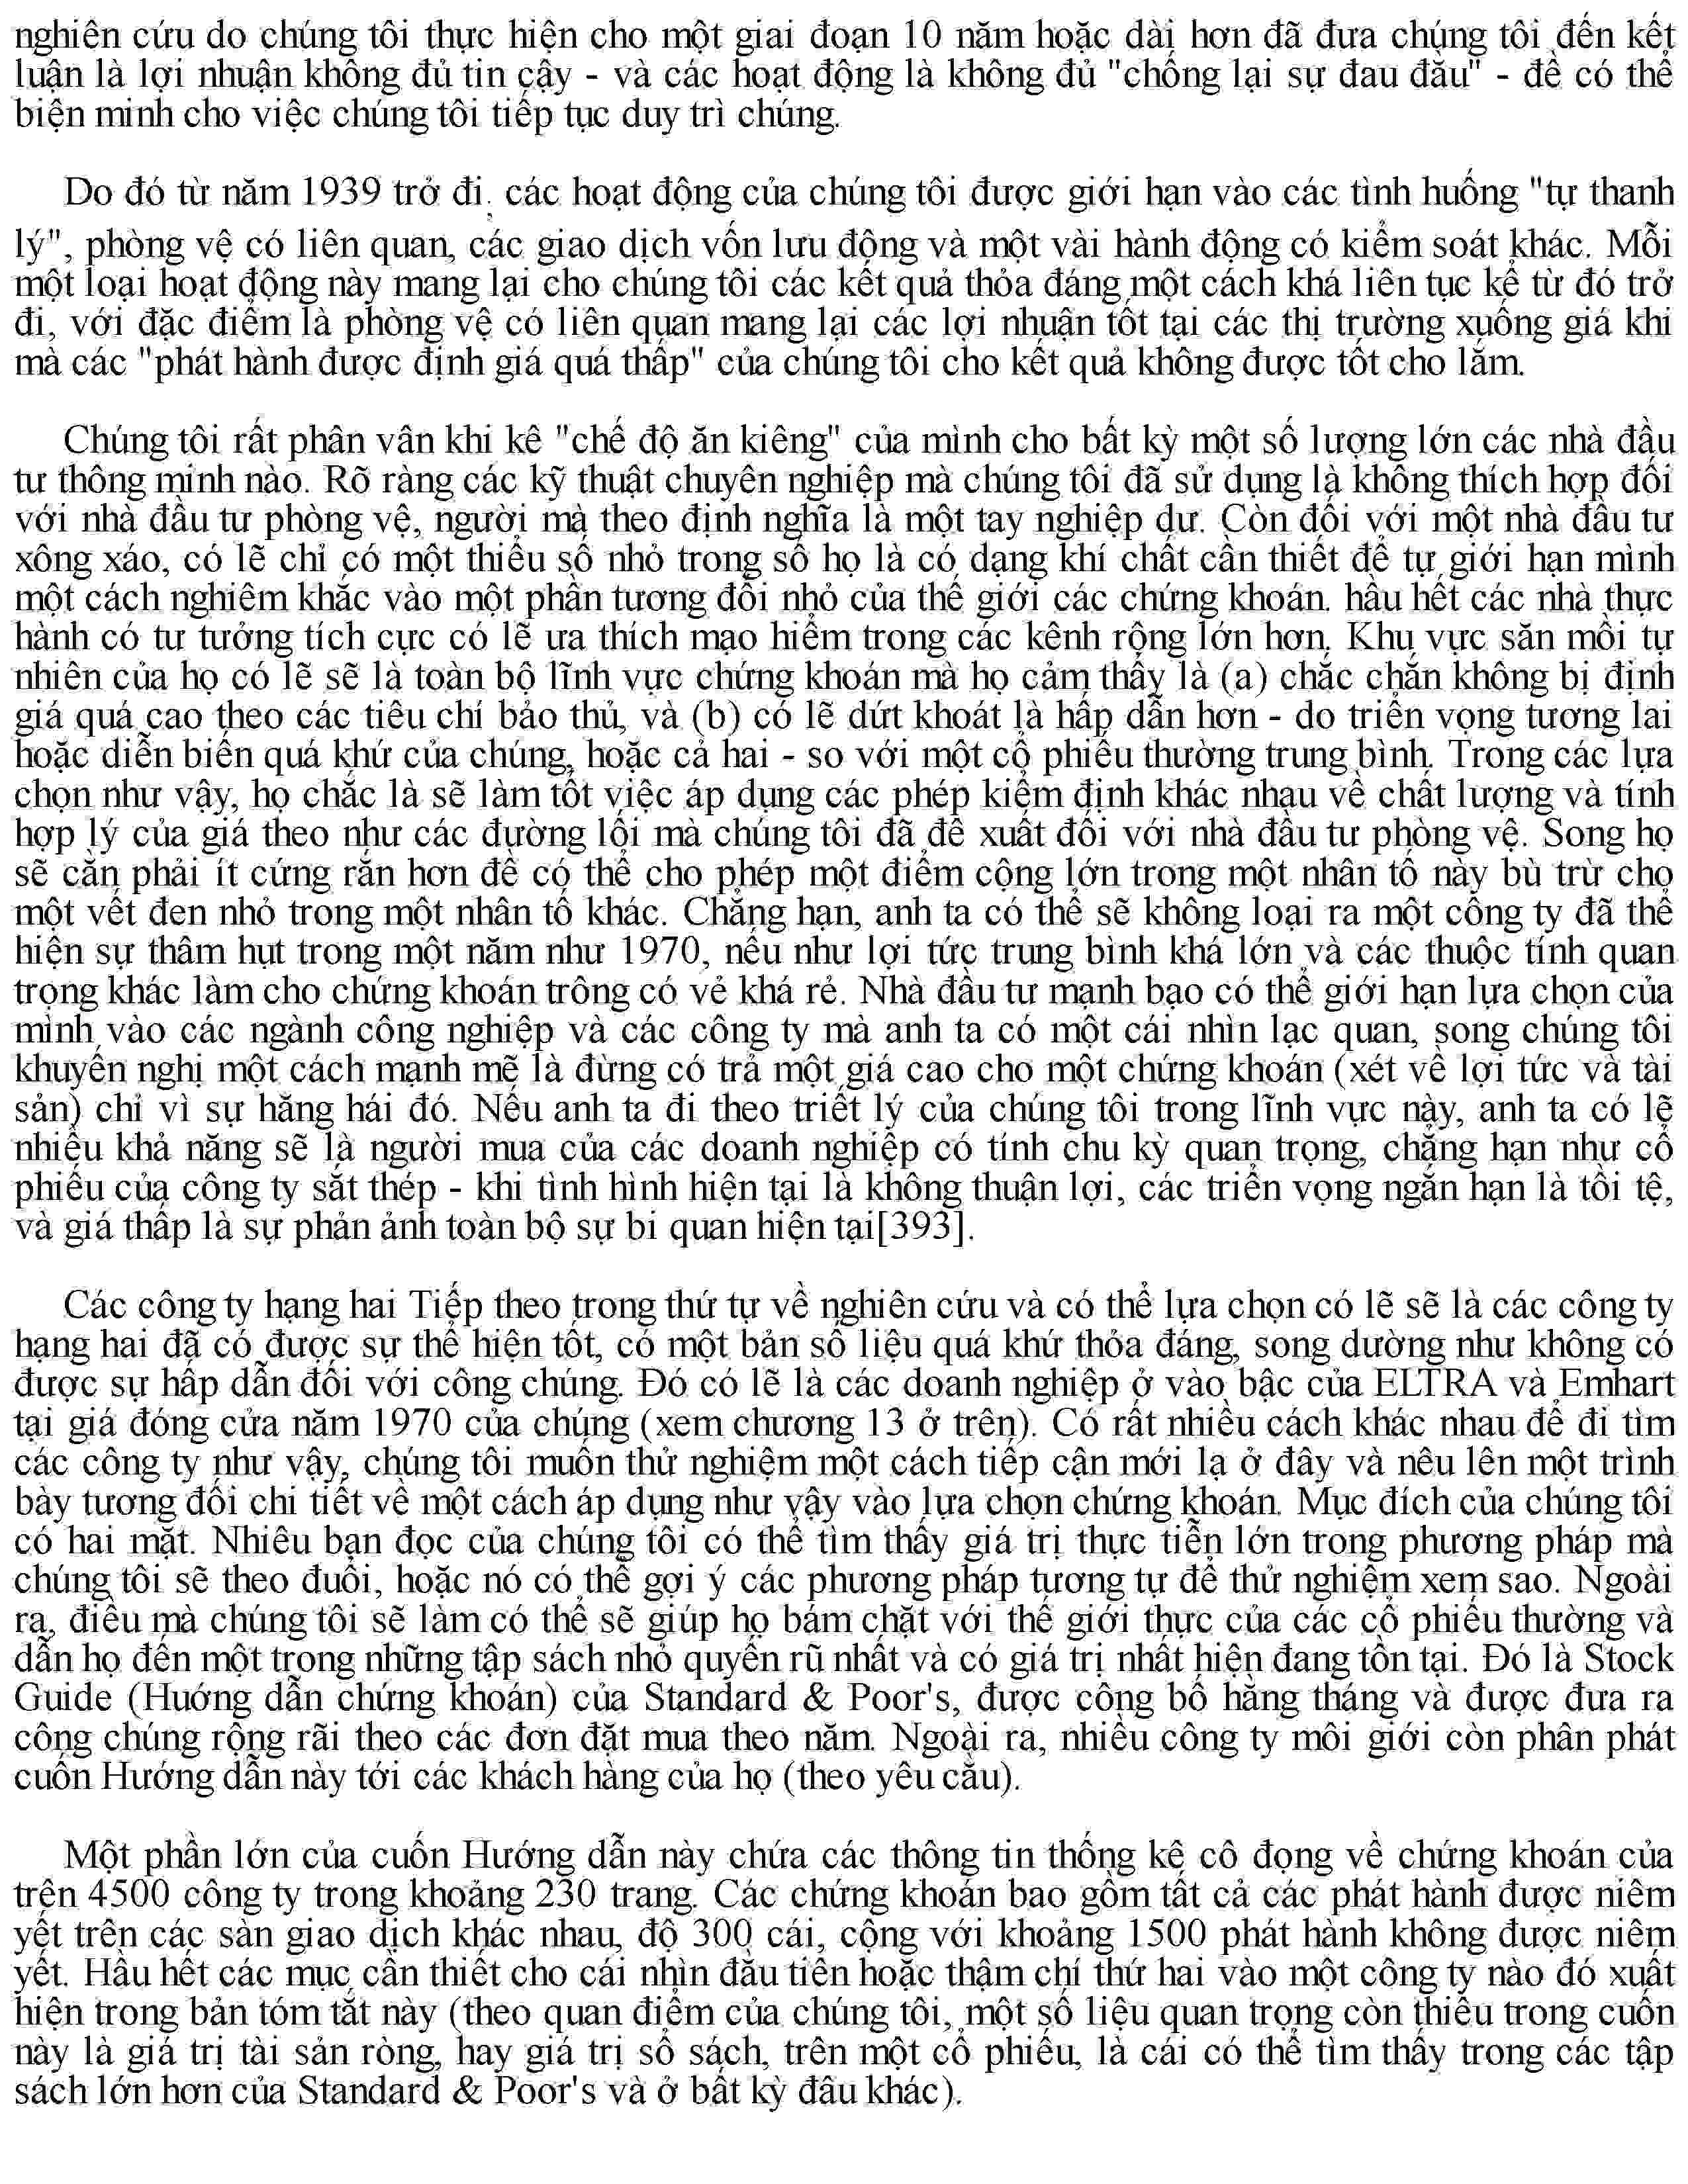 nghiên cứu do chúng tôi thực hiện cho một giai đoạn 10 năm hoặc dài hơn đã đưa chúng tôi đến kết
luận là lợi nhuận không đủ tin cậy - và các hoạt động là không đủ "chống lại sự đau đầu" - để có thể
biện minh cho việc chúng tôi tiếp tục duy trì chúng.
Do đó từ năm 1939 trở đi, các hoạt động của chúng tôi được giới hạn vào các tình huống "tự thanh
lý", phòng vệ có liên quan, các giao dịch vốn lưu động và một vài hành động có kiểm soát khác. Mỗi
một loại hoạt động này mang lại cho chúng tôi các kết quả thỏa đáng một cách khá liên tục kể từ đó trở
đi, với đặc điểm là phòng vệ có liên quan mang lại các lợi nhuận tốt tại các thị trường xuống giá khi
mà các "phát hành được định giá quá thấp" của chúng tôi cho kết quả không được tốt cho lắm.
Chúng tôi rất phân vân khi kê "chế độ ăn kiêng" của mình cho bất kỳ một số lượng lớn các nhà đầu
tư thông minh nào. Rõ ràng các kỹ thuật chuyên nghiệp mà chúng tôi đã sử dụng là không thích hợp đối
với nhà đầu tư phòng vệ, người mà theo định nghĩa là một tay nghiệp dư. Còn đối với một nhà đầu tư
xông xáo, có lẽ chỉ có một thiểu số nhỏ trong số họ là có dạng khí chất cần thiết để tự giới hạn mình
một cách nghiêm khắc vào một phần tương đối nhỏ của thế giới các chứng khoán. hầu hết các nhà thực
hành có tư tưởng tích cực có lẽ ưa thích mạo hiểm trong các kênh rộng lớn hơn. Khu vực săn mồi tự
nhiên của họ có lẽ sẽ là toàn bộ lĩnh vực chứng khoán mà họ cảm thấy là (a) chắc chắn không bị định
giá quá cao theo các tiêu chí bảo thủ, và (b) có lẽ dứt khoát là hấp dẫn hơn - do triển vọng tương lai
hoặc diễn biến quá khứ của chúng, hoặc cả hai - so với một cổ phiếu thường trung bình. Trong các lựa
chọn như vậy, họ chắc là sẽ làm tốt việc áp dụng các phép kiểm định khác nhau về chất lượng và tính
hợp lý của giá theo như các đường lối mà chúng tôi đã đề xuất đối với nhà đầu tư phòng vệ. Song họ
sẽ cần phải ít cứng rắn hơn để có thể cho phép một điểm cộng lớn trong một nhân tố này bù trừ cho
một vết đen nhỏ trong một nhân tố khác. Chẳng hạn, anh ta có thể sẽ không loại ra một công ty đã thể
hiện sự thâm hụt trong một năm như 1970, nếu như lợi tức trung bình khá lớn và các thuộc tính quan
trọng khác làm cho chứng khoán trông có vẻ khá rẻ. Nhà đầu tư mạnh bạo có thể giới hạn lựa chọn của
mình vào các ngành công nghiệp và các công ty mà anh ta có một cái nhìn lạc quan, song chúng tôi
khuyến nghị một cách mạnh mẽ là đừng có trả một giá cao cho một chứng khoán (xét về lợi tức và tài
sản) chỉ vì sự hăng hái đó. Nếu anh ta đi theo triết lý của chúng tôi trong lĩnh vực này, anh ta có lẽ
nhiều khả năng sẽ là người mua của các doanh nghiệp có tính chu kỳ quan trọng, chẳng hạn như cổ
phiếu của công ty sắt thép - khi tình hình hiện tại là không thuận lợi, các triển vọng ngắn hạn là tồi tệ,
và giá thấp là sự phản ảnh toàn bộ sự bi quan hiện tại[393].
Các công ty hạng hai Tiếp theo trong thứ tự về nghiên cứu và có thể lựa chọn có lẽ sẽ là các công ty
hạng hai đã có được sự thể hiện tốt, có một bản số liệu quá khứ thỏa đáng, song dường như không có
được sự hấp dẫn đối với công chúng. Đó có lẽ là các doanh nghiệp ở vào bậc của ELTRA và Emhart
tại giá đóng cửa năm 1970 của chúng (xem chương 13 ở trên). Có rất nhiều cách khác nhau để đi tìm
các công ty như vậy, chúng tôi muốn thử nghiệm một cách tiếp cận mới lạ ở đây và nêu lên một trình
bày tương đối chi tiết về một cách áp dụng như vậy vào lựa chọn chứng khoán. Mục đích của chúng tôi
có hai mặt. Nhiêu bạn đọc của chúng tôi có thể tìm thấy giá trị thực tiễn lớn trong phương pháp mà
chúng tôi sẽ theo đuổi, hoặc nó có thể gợi ý các phương pháp tương tự để thử nghiệm xem sao. Ngoài
ra, điều mà chúng tôi sẽ làm có thể sẽ giúp họ bám chặt với thế giới thực của các cổ phiếu thường và
dẫn họ đến một trong những tập sách nhỏ quyến rũ nhất và có giá trị nhất hiện đang tồn tại. Đó là Stock
Guide (Hướng dẫn chứng khoán) của Standard & Poor's, được công bố hằng tháng và được đưa ra
công chúng rộng rãi theo các đơn đặt mua theo năm. Ngoài ra, nhiều công ty môi giới còn phân phát
cuốn Hướng dẫn này tới các khách hàng của họ (theo yêu cầu).
Một phần lớn của cuốn Hướng dẫn này chứa các thông tin thống kê cô đọng về chứng khoán của
trên 4500 công ty trong khoảng 230 trang. Các chứng khoán bao gồm tất cả các phát hành được niêm
yết trên các sàn giao dịch khác nhau, độ 300 cái, cộng với khoảng 1500 phát hành không được niêm
yết. Hầu hết các mục cần thiết cho cái nhìn đầu tiên hoặc thậm chí thứ hai vào một công ty nào đó xuất
hiện trong bản tóm tắt này (theo quan điểm của chúng tôi, một số liệu quan trọng còn thiếu trong cuốn
này là giá trị tài sản ròng, hay giá trị sổ sách, trên một cổ phiếu, là cái có thể tìm thấy trong các tập
sách lớn hơn của Standard & Poor's và ở bất kỳ đâu khác).